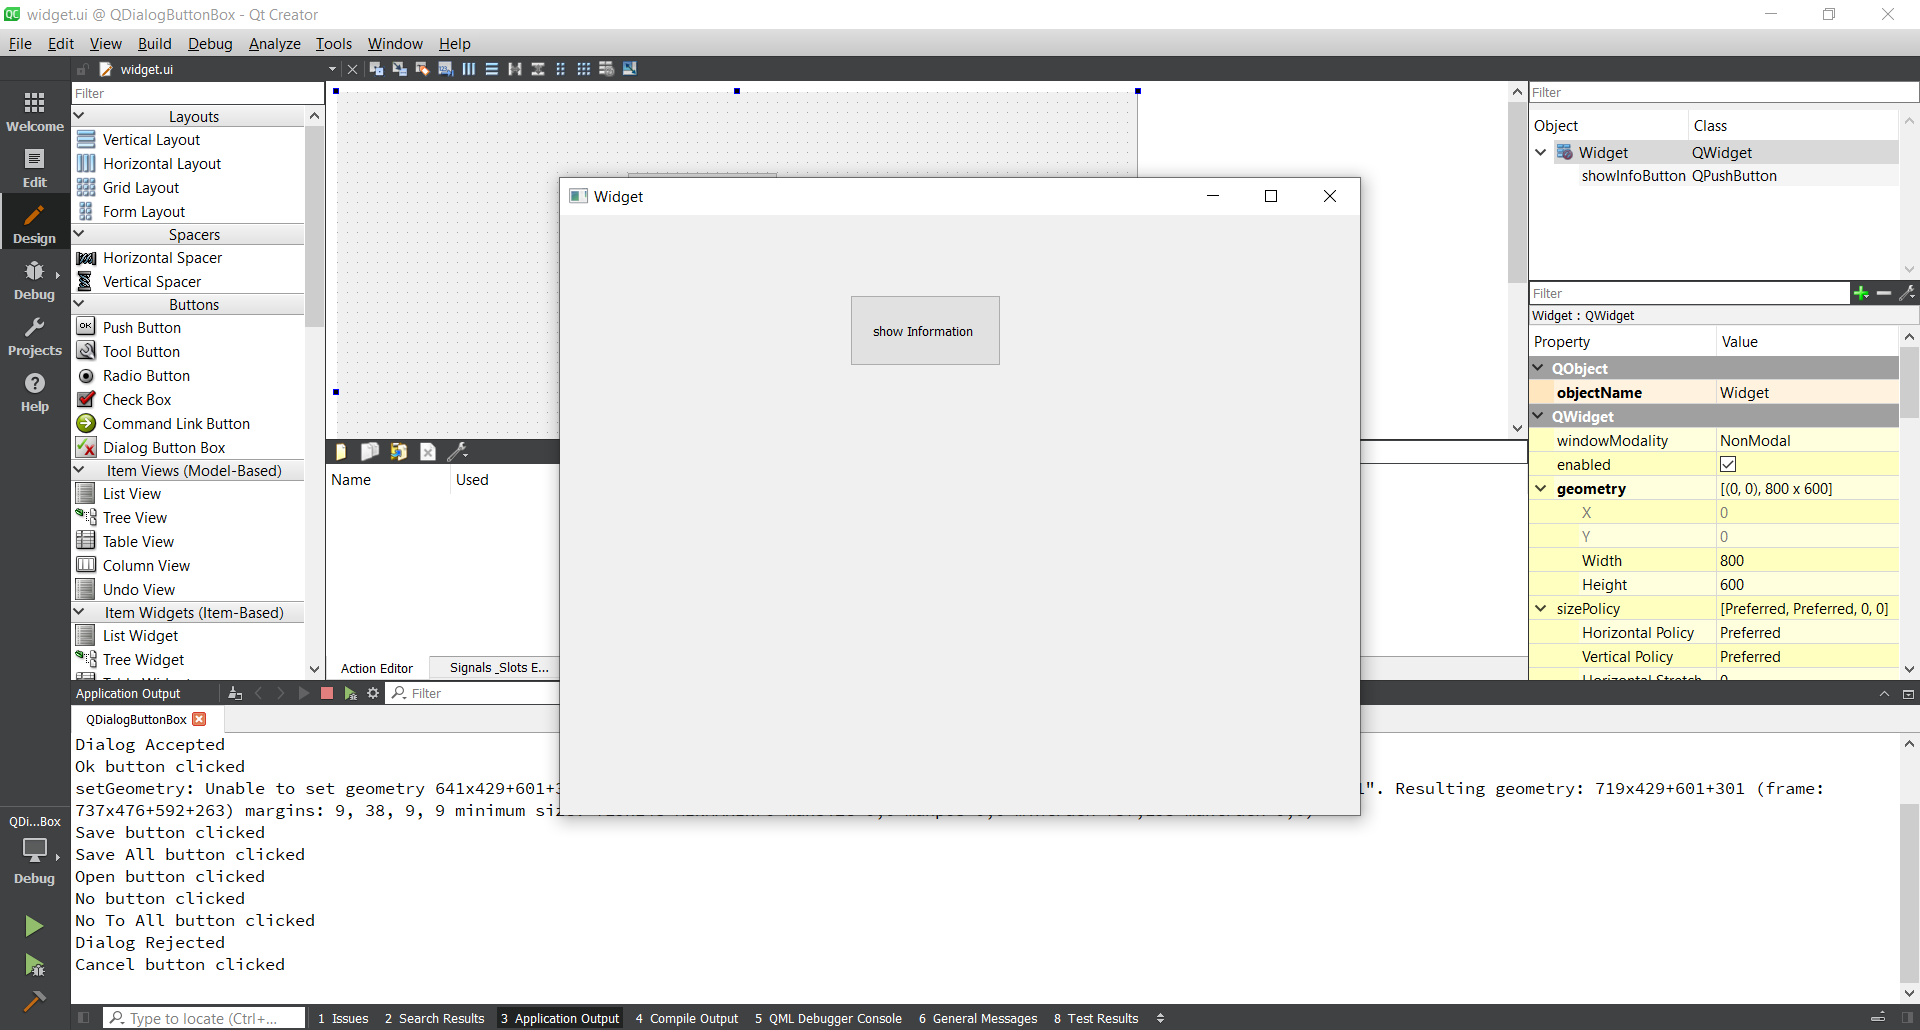 widget.ui @ QDialogButtonBox - Qt Creator
File Edit View Build Debug Analyze Tools Window Help
widget.ui
Welcome
Edit
Design
Debug
Projects
Help
QDi...Box
Debug
Filter
Layouts
Vertical Layout
Horizontal Layout
Grid Layout
Form Layout
Spacers
Horizontal Spacer
Vertical Spacer
Buttons
Push Button
Tool Button
Radio Button
Check Box
Command Link Button
Dialog Button Box
Item Views (Model-Based)
List View
Tree View
Table View
Column View
Undo View
Item Widgets (Item-Based)
List Widget
Tree Widget
Widget
show Information
Name Used
Action Editor Signals _Slots E...
Filter
Object Class
Widget QWidget
showInfoButton QPushButton
Filter
Widget : QWidget
Property Value
QObject
objectName Widget
QWidget
windowModality NonModal
enabled
geometry [(0, 0), 800 x 600]
X 0
Y 0
Width 800
Height 600
sizePolicy [Preferred, Preferred, 0, 0]
Horizontal Policy Preferred
Vertical Policy Preferred
Horizontal Stretch 0
Application Output Filter
QDialogButtonBox
Dialog Accepted
Ok button clicked
setGeometry: Unable to set geometry 641x429+601+ 1". Resulting geometry: 719x429+601+301 (frame:
737x476+592+263) margins: 9, 38, 9, 9 minimum
Save button clicked
Save All button clicked
Open button clicked
No button clicked
No To All button clicked
Dialog Rejected
Cancel button clicked
Type to locate (Ctrl+... 1 Issues 2 Search Results 3 Application Output 4 Compile Output 5 QML Debugger Console 6 General Messages 8 Test Results